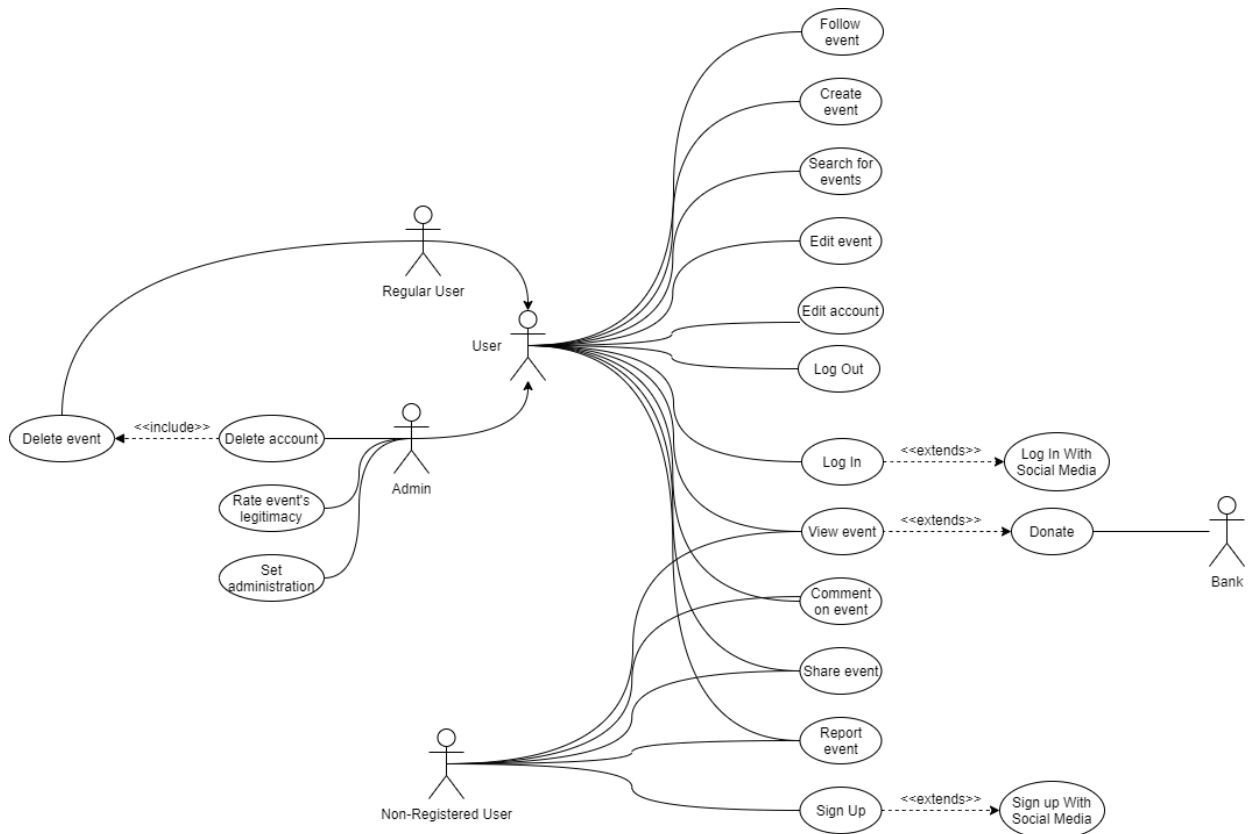 Follow
event
Create
event
Search for
events
Edit event
Regular User
Edit account
User
Log Out
Delete event
<<include>>
Delete account
Admin
Log In
<<extends>>
Log In With
Social Media
Rate event's
legitimacy
View event
<<extends>>
Donate
Bank
Set
administration
Comment
on event
Share event
Report
event
Non-Registered User
Sign Up
<<extends>>
Sign up With
Social Media